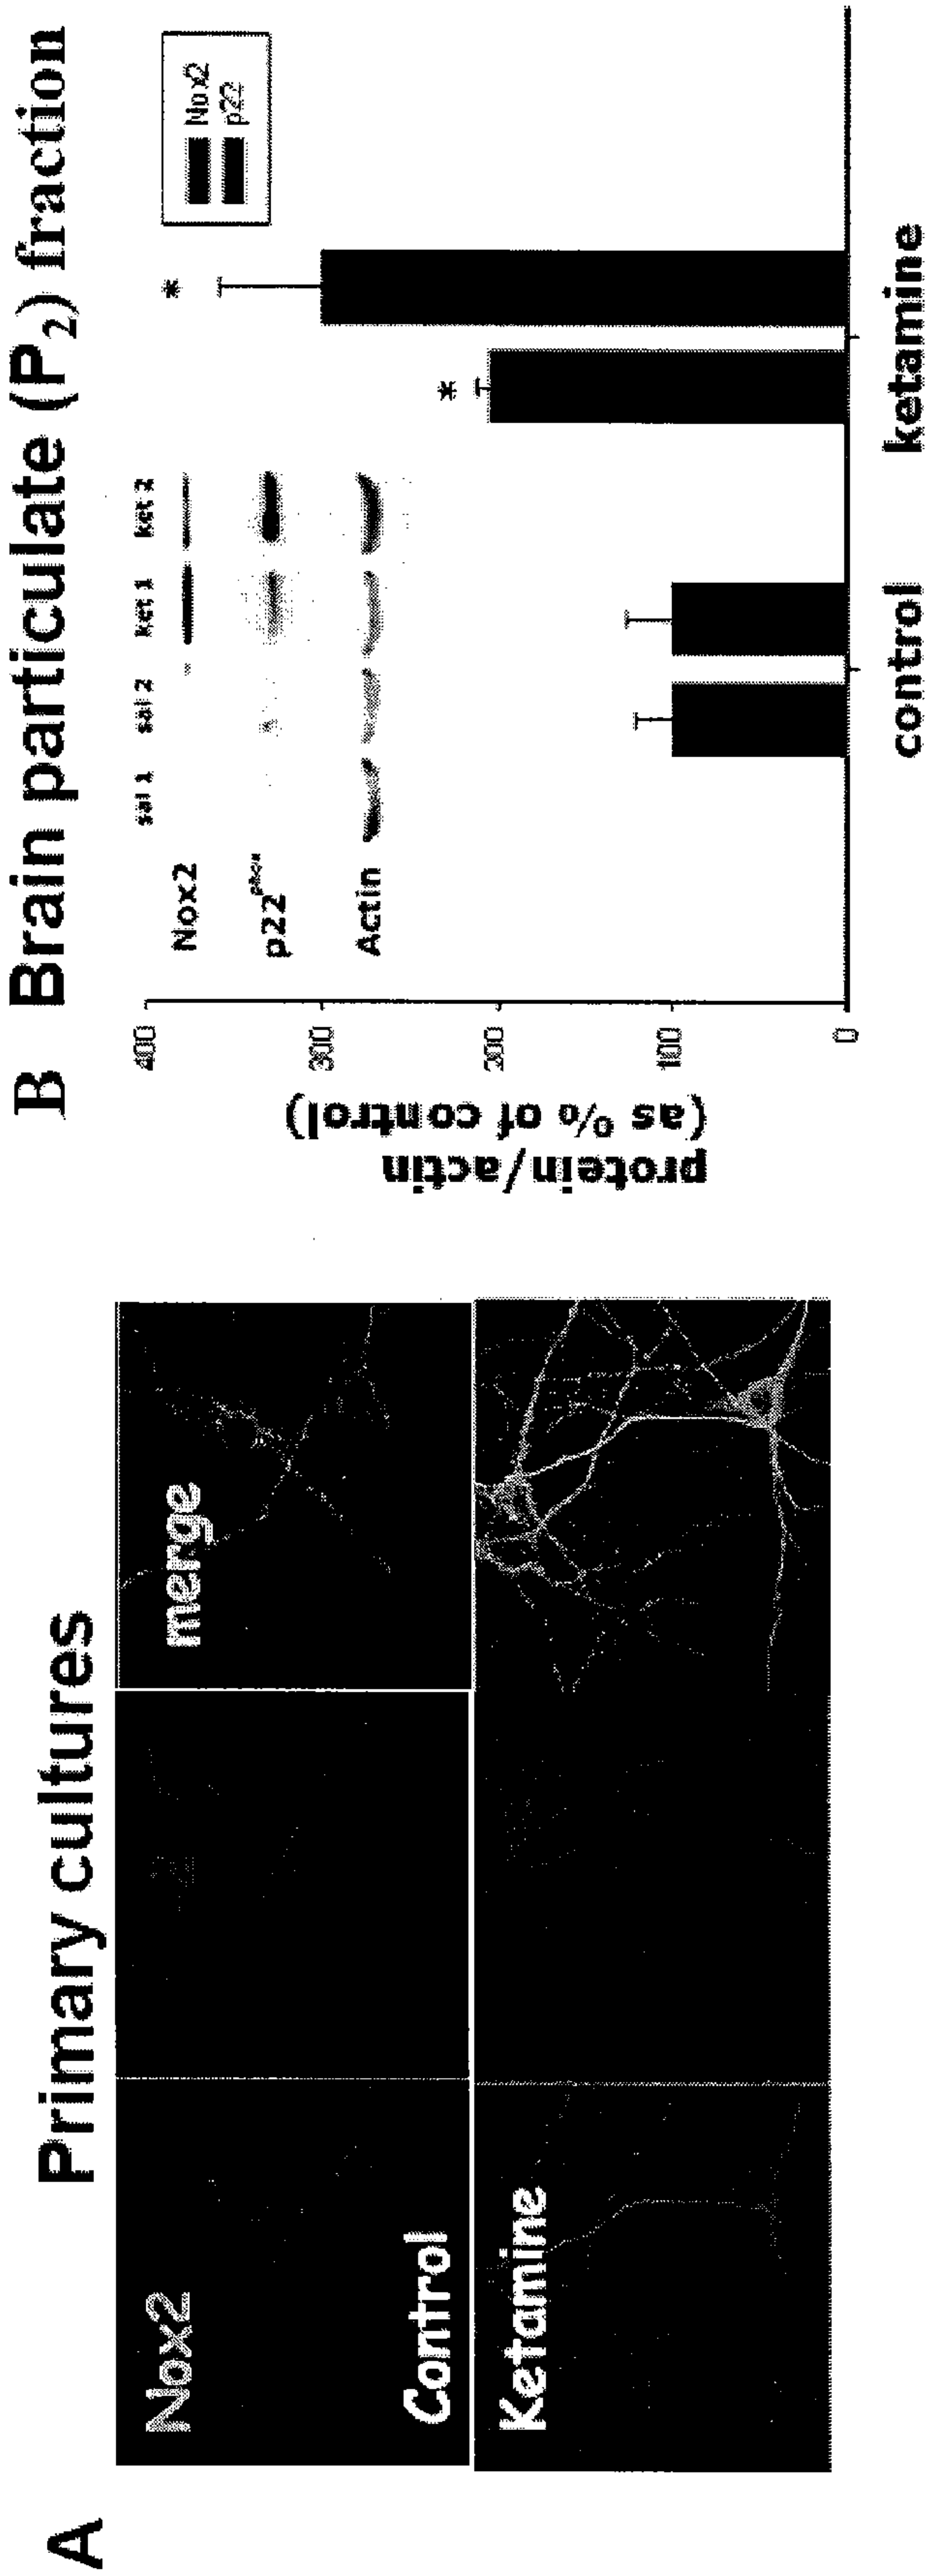 A
Primary cultures
Nox2
merge
Control
Ketamine
B Brain particulate (P₂) fraction
protein/actin
(as % of control)
400
300
200
100
0
sal 1 sal 2 ket 1 ket 2
Nox2
p22phox
Actin
* *
Nox2
p22
control ketamine